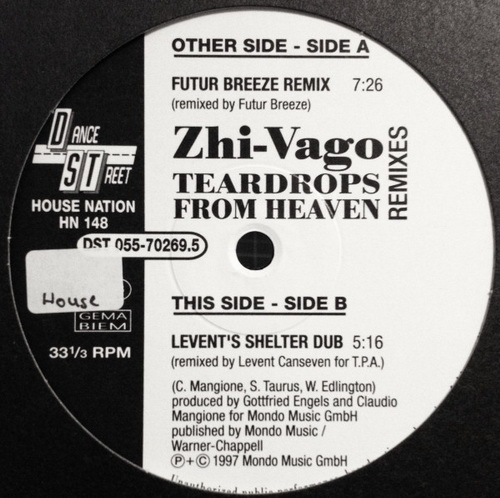 OTHER SIDE - SIDE A
FUTUR BREEZE REMIX 7:26
(remixed by Futur Breeze)
Zhi-Vago
TEARDROPS
FROM HEAVEN
REMIXES
DANCE
STREET
HOUSE NATION
HN 148
DST 055-70269.5
House
GEMA
BIEM
33 1/3 RPM
THIS SIDE - SIDE B
LEVENT'S SHELTER DUB 5:16
(remixed by Levent Canseven for T.P.A.)
(C. Mangione, S. Taurus, W. Edlington)
produced by Gottfried Engels and Claudio
Mangione for Mondo Music GmbH
published by Mondo Music /
Warner-Chappell
Ⓟ+Ⓒ 1997 Mondo Music GmbH